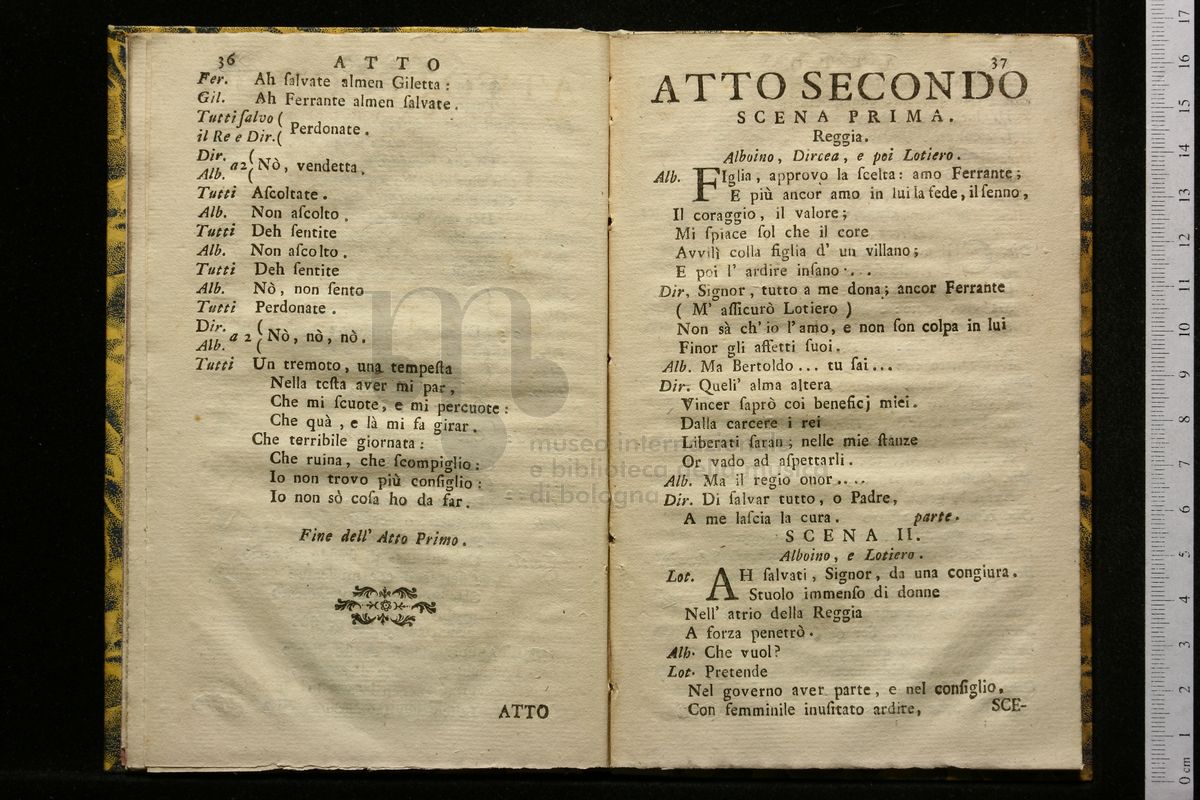 36 ATTO
Fer. Ah ſalvate almen Giletta :
Gil. Ah Ferrante almen ſalvate .
Tutti ſalvo (
il Re e Dir. ( Perdonate .
Dir. (
Alb. a 2 ( Nò , vendetta .
Tutti Aſcoltate .
Alb. Non aſcolto .
Tutti Deh ſentite
Alb. Non aſcolto .
Tutti Deh ſentite
Alb. Nò , non ſento
Tutti Perdonate .
Dir. (
Alb. a 2 ( Nò , nò , nò .
Tutti Un tremoto , una tempeſta
Nella teſta aver mi par ,
Che mi ſcuote , e mi percuote :
Che quà , e là mi fa girar .
Che terribile giornata :
Che ruina , che ſcompiglio :
Io non trovo più conſiglio :
Io non sò coſa ho da far .
Fine dell' Atto Primo .
ATTO
37
ATTO SECONDO
SCENA PRIMA .
Reggia .
Alboino , Dircea , e poi Lotiero .
Alb. FIglia , approvo la ſcelta : amo Ferrante ;
E più ancor amo in lui la fede , il ſenno ,
Il coraggio , il valore ;
Mi ſpiace ſol che il core
Avvilì colla figlia d' un villano ;
E poi l' ardire inſano . . .
Dir, Signor , tutto a me dona ; ancor Ferrante
( M' aſſicurò Lotiero )
Non sà ch' io l'amo , e non ſon colpa in lui
Finor gli affetti ſuoi .
Alb. Ma Bertoldo . . . tu ſai . . .
Dir. Quell' alma altera
Vincer ſaprò coi beneficj miei .
Dalla carcere i rei
Liberati ſaran ; nelle mie ſtanze
Or vado ad aſpettarli .
Alb. Ma il regio onor . . . .
Dir. Di ſalvar tutto , o Padre ,
A me laſcia la cura . parte .
SCENA II .
Alboino , e Lotiero .
Lot. AH ſalvati , Signor , da una congiura .
Stuolo immenſo di donne
Nell' atrio della Reggia
A forza penetrò .
Alb. Che vuol ?
Lot. Pretende
Nel governo aver parte , e nel conſiglio .
Con femminile inuſitato ardire ,
SCE-
museo internazionale
e biblioteca della musica
di bologna
0 cm 1 2 3 4 5 6 7 8 9 10 11 12 13 14 15 16 17